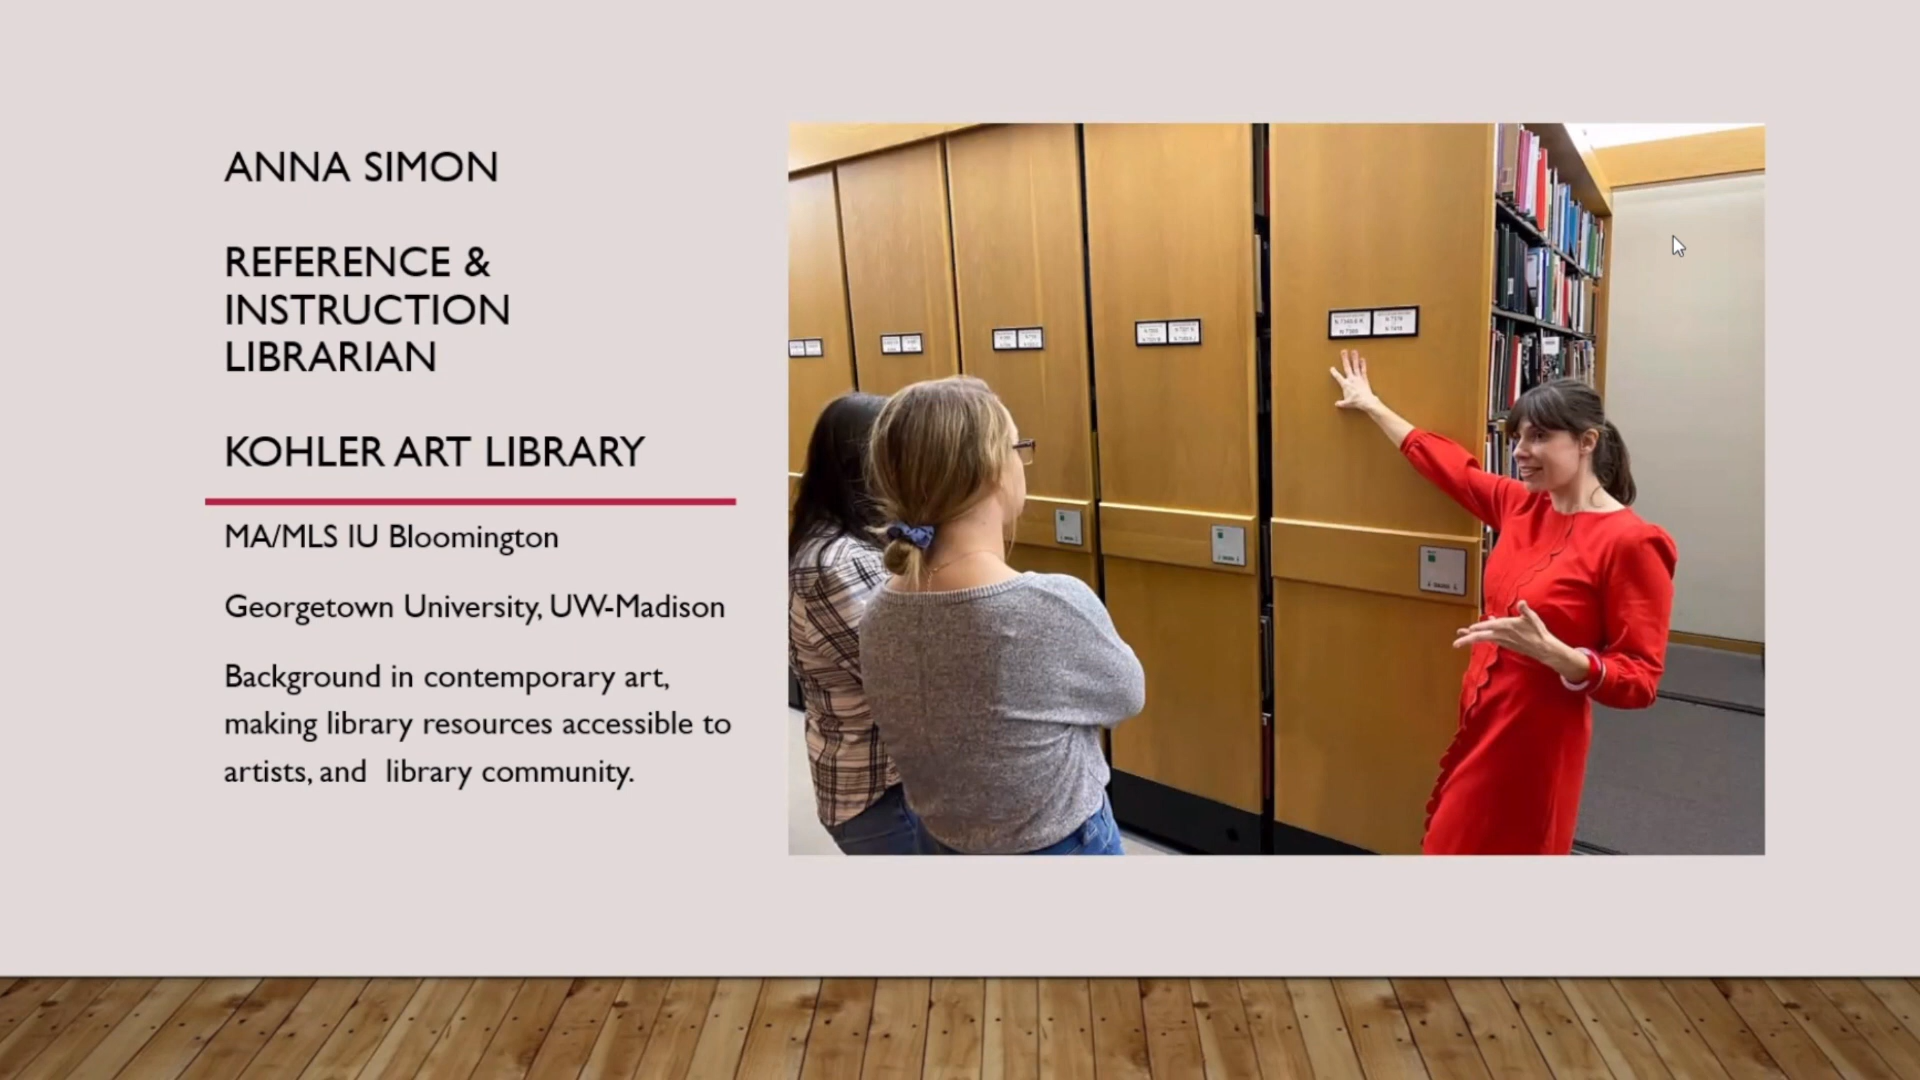 ANNA SIMON
REFERENCE &
INSTRUCTION
LIBRARIAN
KOHLER ART LIBRARY
MA/MLS IU Bloomington
Georgetown University, UW-Madison
Background in contemporary art,
making library resources accessible to
artists, and  library community.